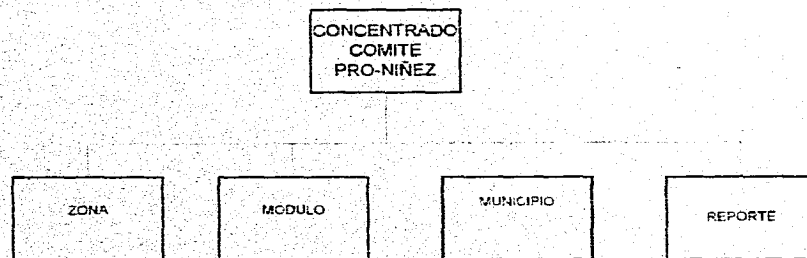 CONCENTRADO
COMITE
PRO-NIÑEZ
ZONA
MODULO
MUNICIPIO
REPORTE